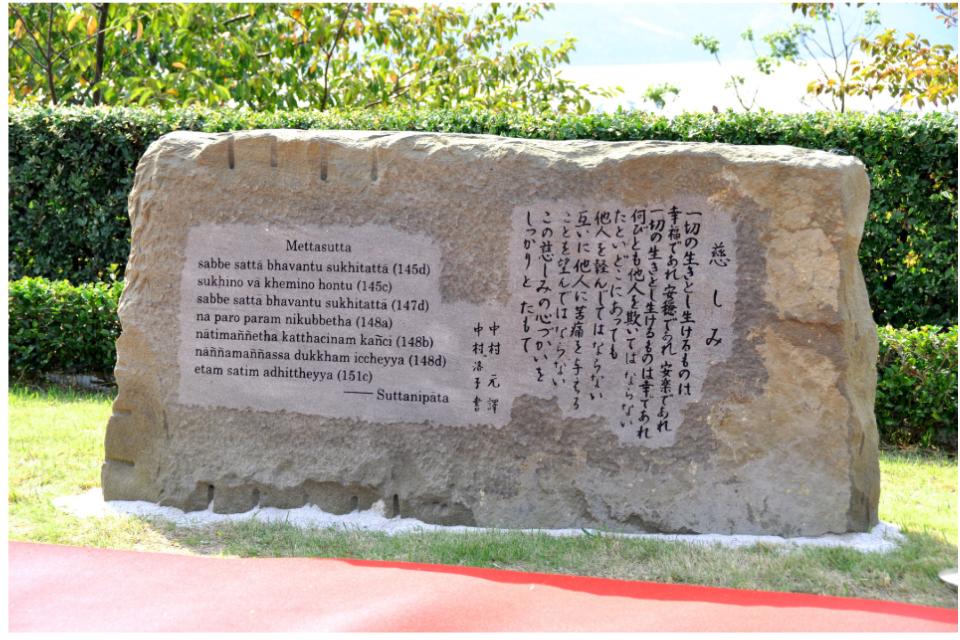 Mettasutta
sabbe sattā bhavantu sukhitattā (145d)
sukhino vā khemino hontu (145c)
sabbe sattā bhavantu sukhitattā (147d)
na paro paraṃ nikubbetha (148a)
nātimaññetha katthacinaṃ kañci (148b)
nāññamaññassa dukkham iccheyya (148d)
etaṃ satiṃ adhiṭṭheyya (151c)
—— Suttanipāta
慈しみ
一切の生きとし生けるものは
幸福であれ 安穏であれ 安楽であれ
一切の生きとし生けるものは幸であれ
何びとも他人を欺いてはならない
たといどこにあっても
他人を軽んじてはならない
互いに他人に苦痛を与える
ことを望んではならない
この慈しみの心づかいを
しっかりと たもて
中村 元 譯
中村洛子 書